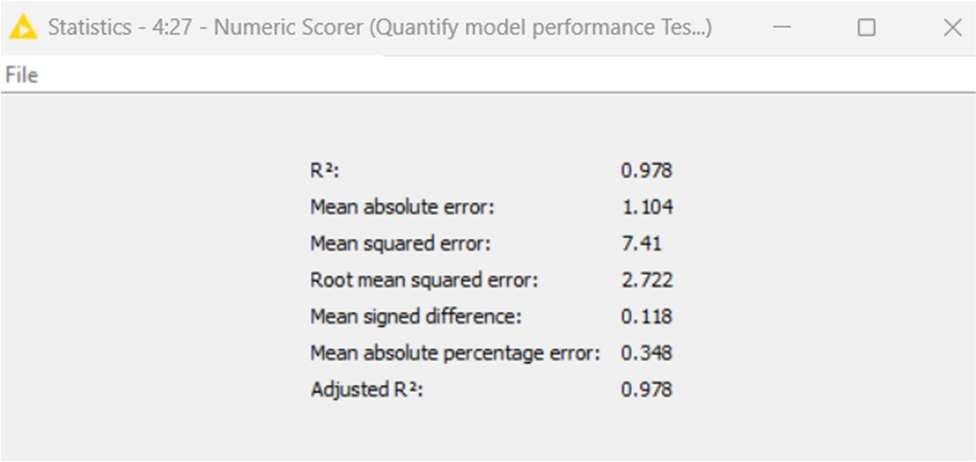 Statistics - 4:27 - Numeric Scorer (Quantify model performance Tes...)
File
R²: 0.978
Mean absolute error: 1.104
Mean squared error: 7.41
Root mean squared error: 2.722
Mean signed difference: 0.118
Mean absolute percentage error: 0.348
Adjusted R²: 0.978